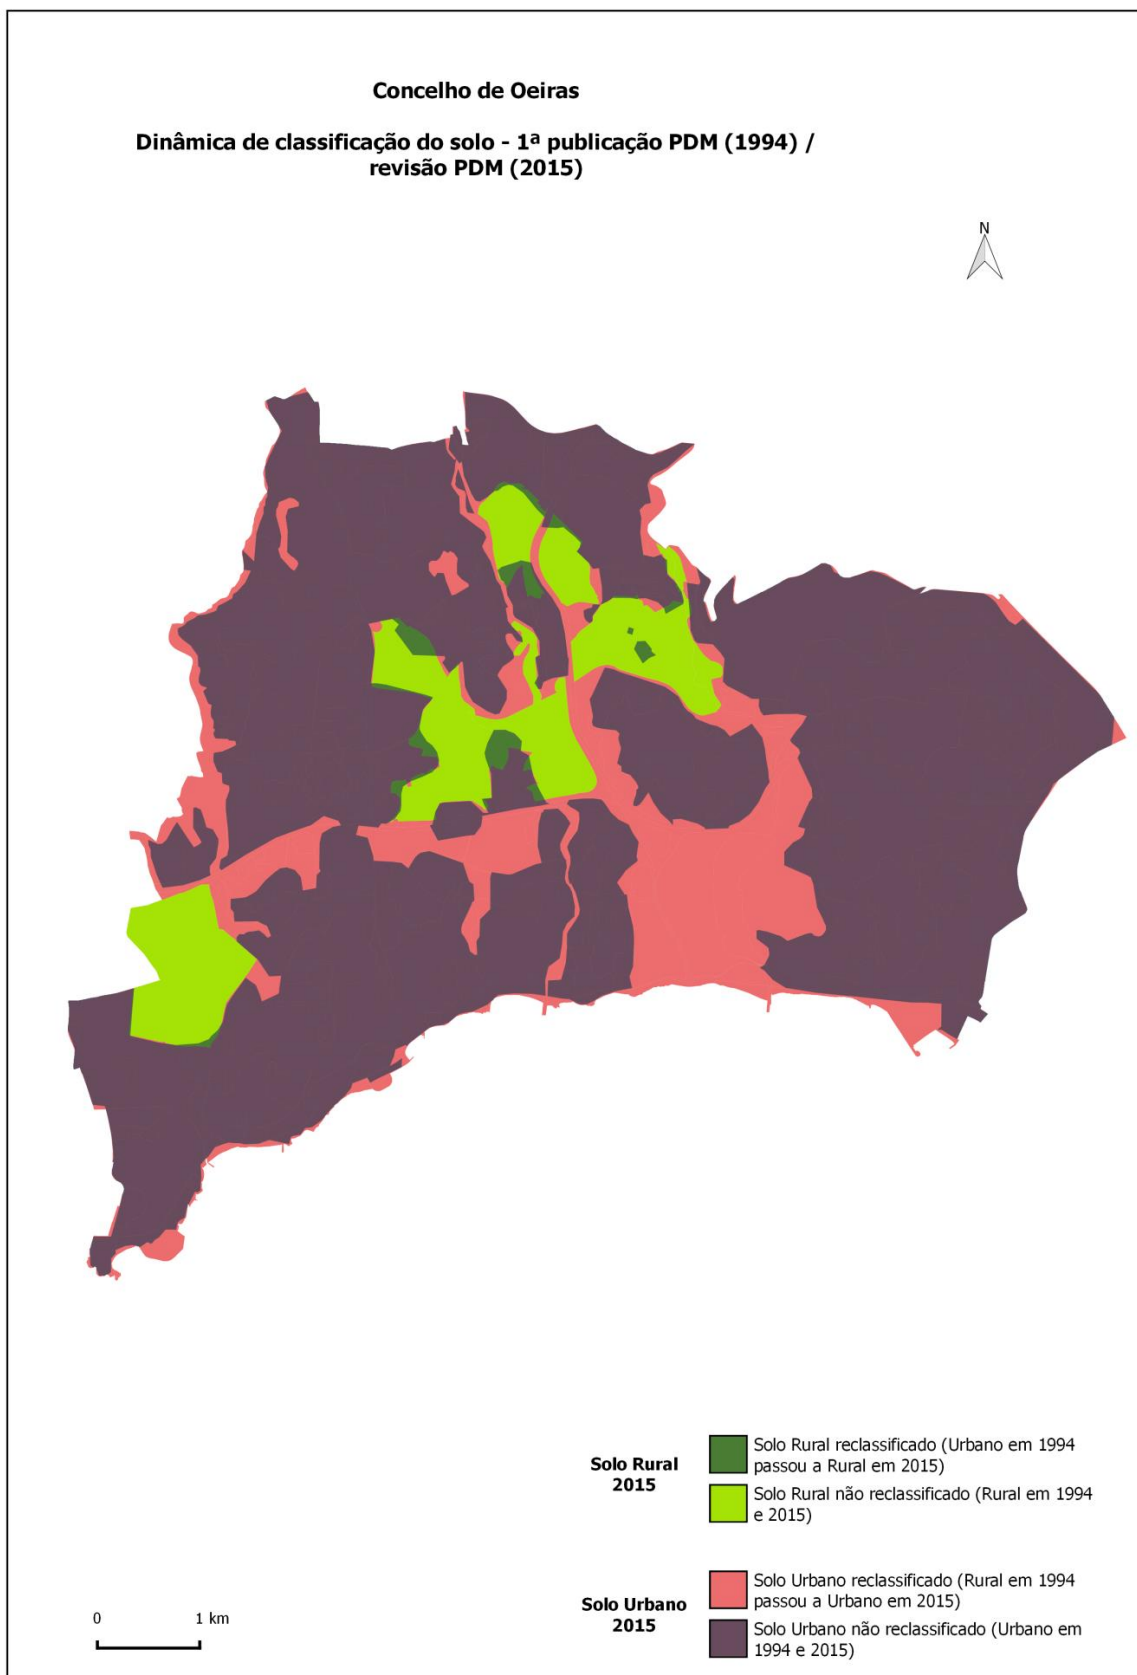 Concelho de Oeiras
Dinâmica de classificação do solo - 1ª publicação PDM (1994) /
revisão PDM (2015)
N
Solo Rural
2015
Solo Rural reclassificado (Urbano em 1994
passou a Rural em 2015)
Solo Rural não reclassificado (Rural em 1994
e 2015)
Solo Urbano
2015
Solo Urbano reclassificado (Rural em 1994
passou a Urbano em 2015)
Solo Urbano não reclassificado (Urbano em
1994 e 2015)
0 1 km